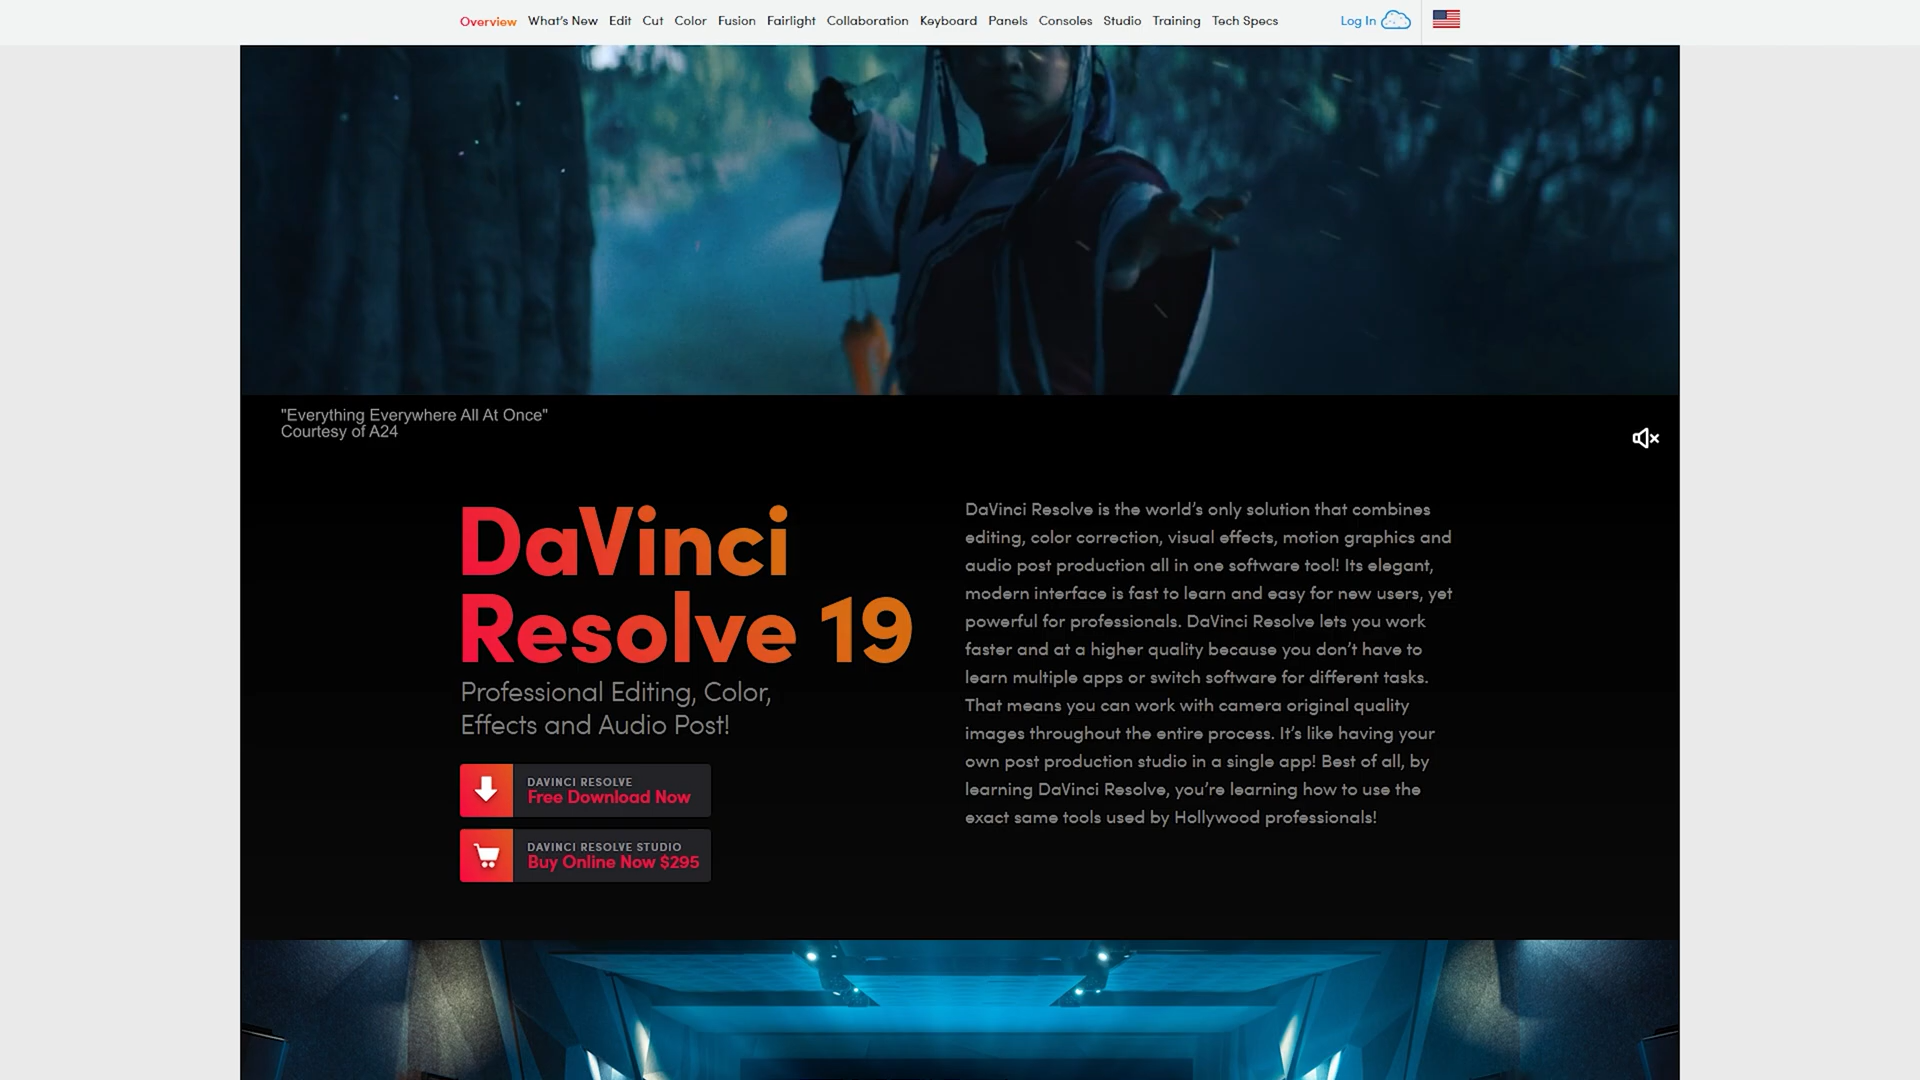 Overview What's New Edit Cut Color Fusion Fairlight Collaboration Keyboard Panels Consoles Studio Training Tech Specs Log In
"Everything Everywhere All At Once"
Courtesy of A24
DaVinci
Resolve 19
Professional Editing, Color,
Effects and Audio Post!
DAVINCI RESOLVE
Free Download Now
DAVINCI RESOLVE STUDIO
Buy Online Now $295
DaVinci Resolve is the world’s only solution that combines
editing, color correction, visual effects, motion graphics and
audio post production all in one software tool! Its elegant,
modern interface is fast to learn and easy for new users, yet
powerful for professionals. DaVinci Resolve lets you work
faster and at a higher quality because you don’t have to
learn multiple apps or switch software for different tasks.
That means you can work with camera original quality
images throughout the entire process. It’s like having your
own post production studio in a single app! Best of all, by
learning DaVinci Resolve, you’re learning how to use the
exact same tools used by Hollywood professionals!